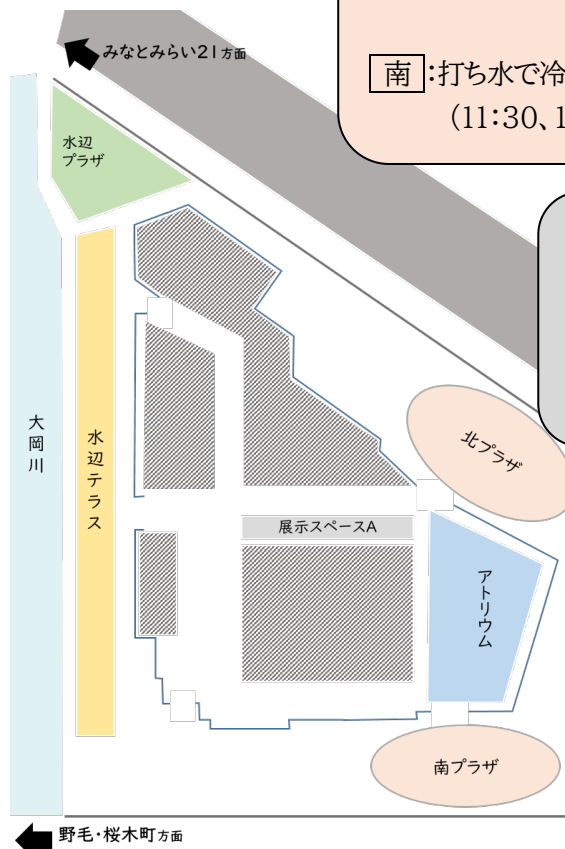 みなとみらい21方面
南:打ち水で冷
(11:30、1
水辺
プラザ
大岡川
水辺テラス
北プラザ
展示スペースA
アトリウム
南プラザ
野毛・桜木町方面